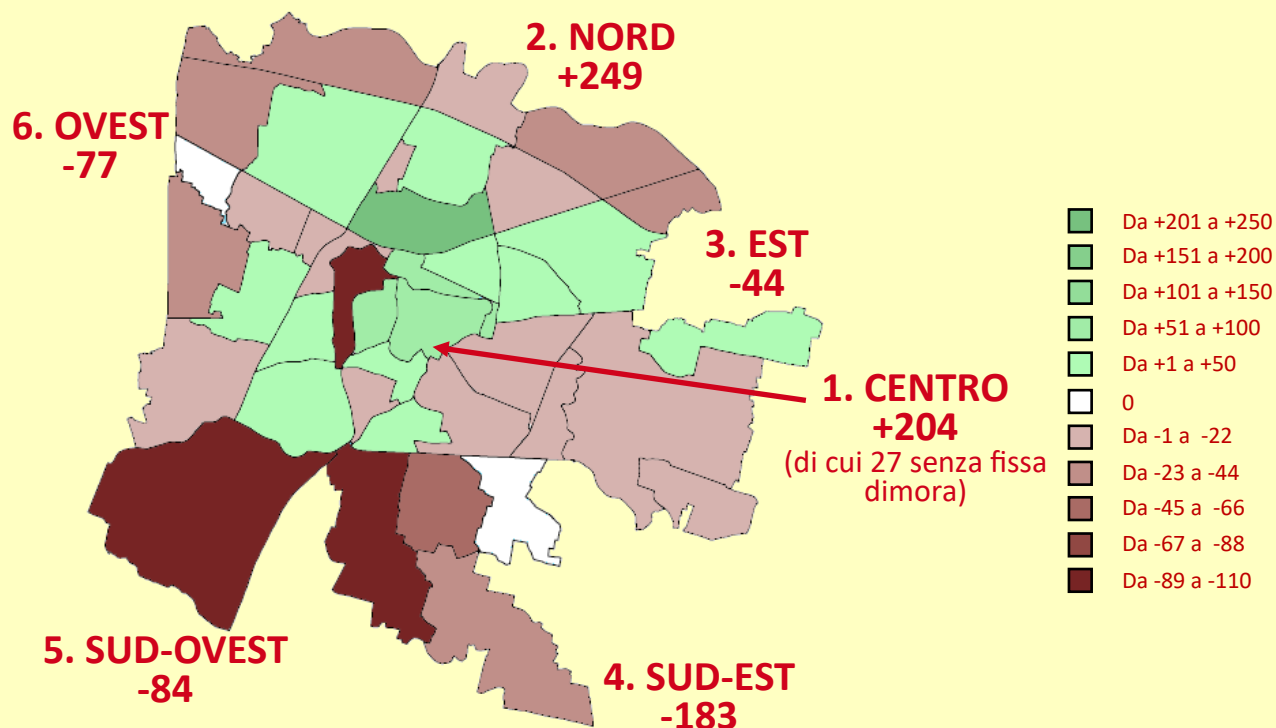 2. NORD
+249
6. OVEST
-77
3. EST
-44
1. CENTRO
+204
(di cui 27 senza fissa
dimora)
5. SUD-OVEST
-84
4. SUD-EST
-183
Da +201 a +250
Da +151 a +200
Da +101 a +150
Da +51 a +100
Da +1 a +50
0
Da -1 a -22
Da -23 a -44
Da -45 a -66
Da -67 a -88
Da -89 a -110